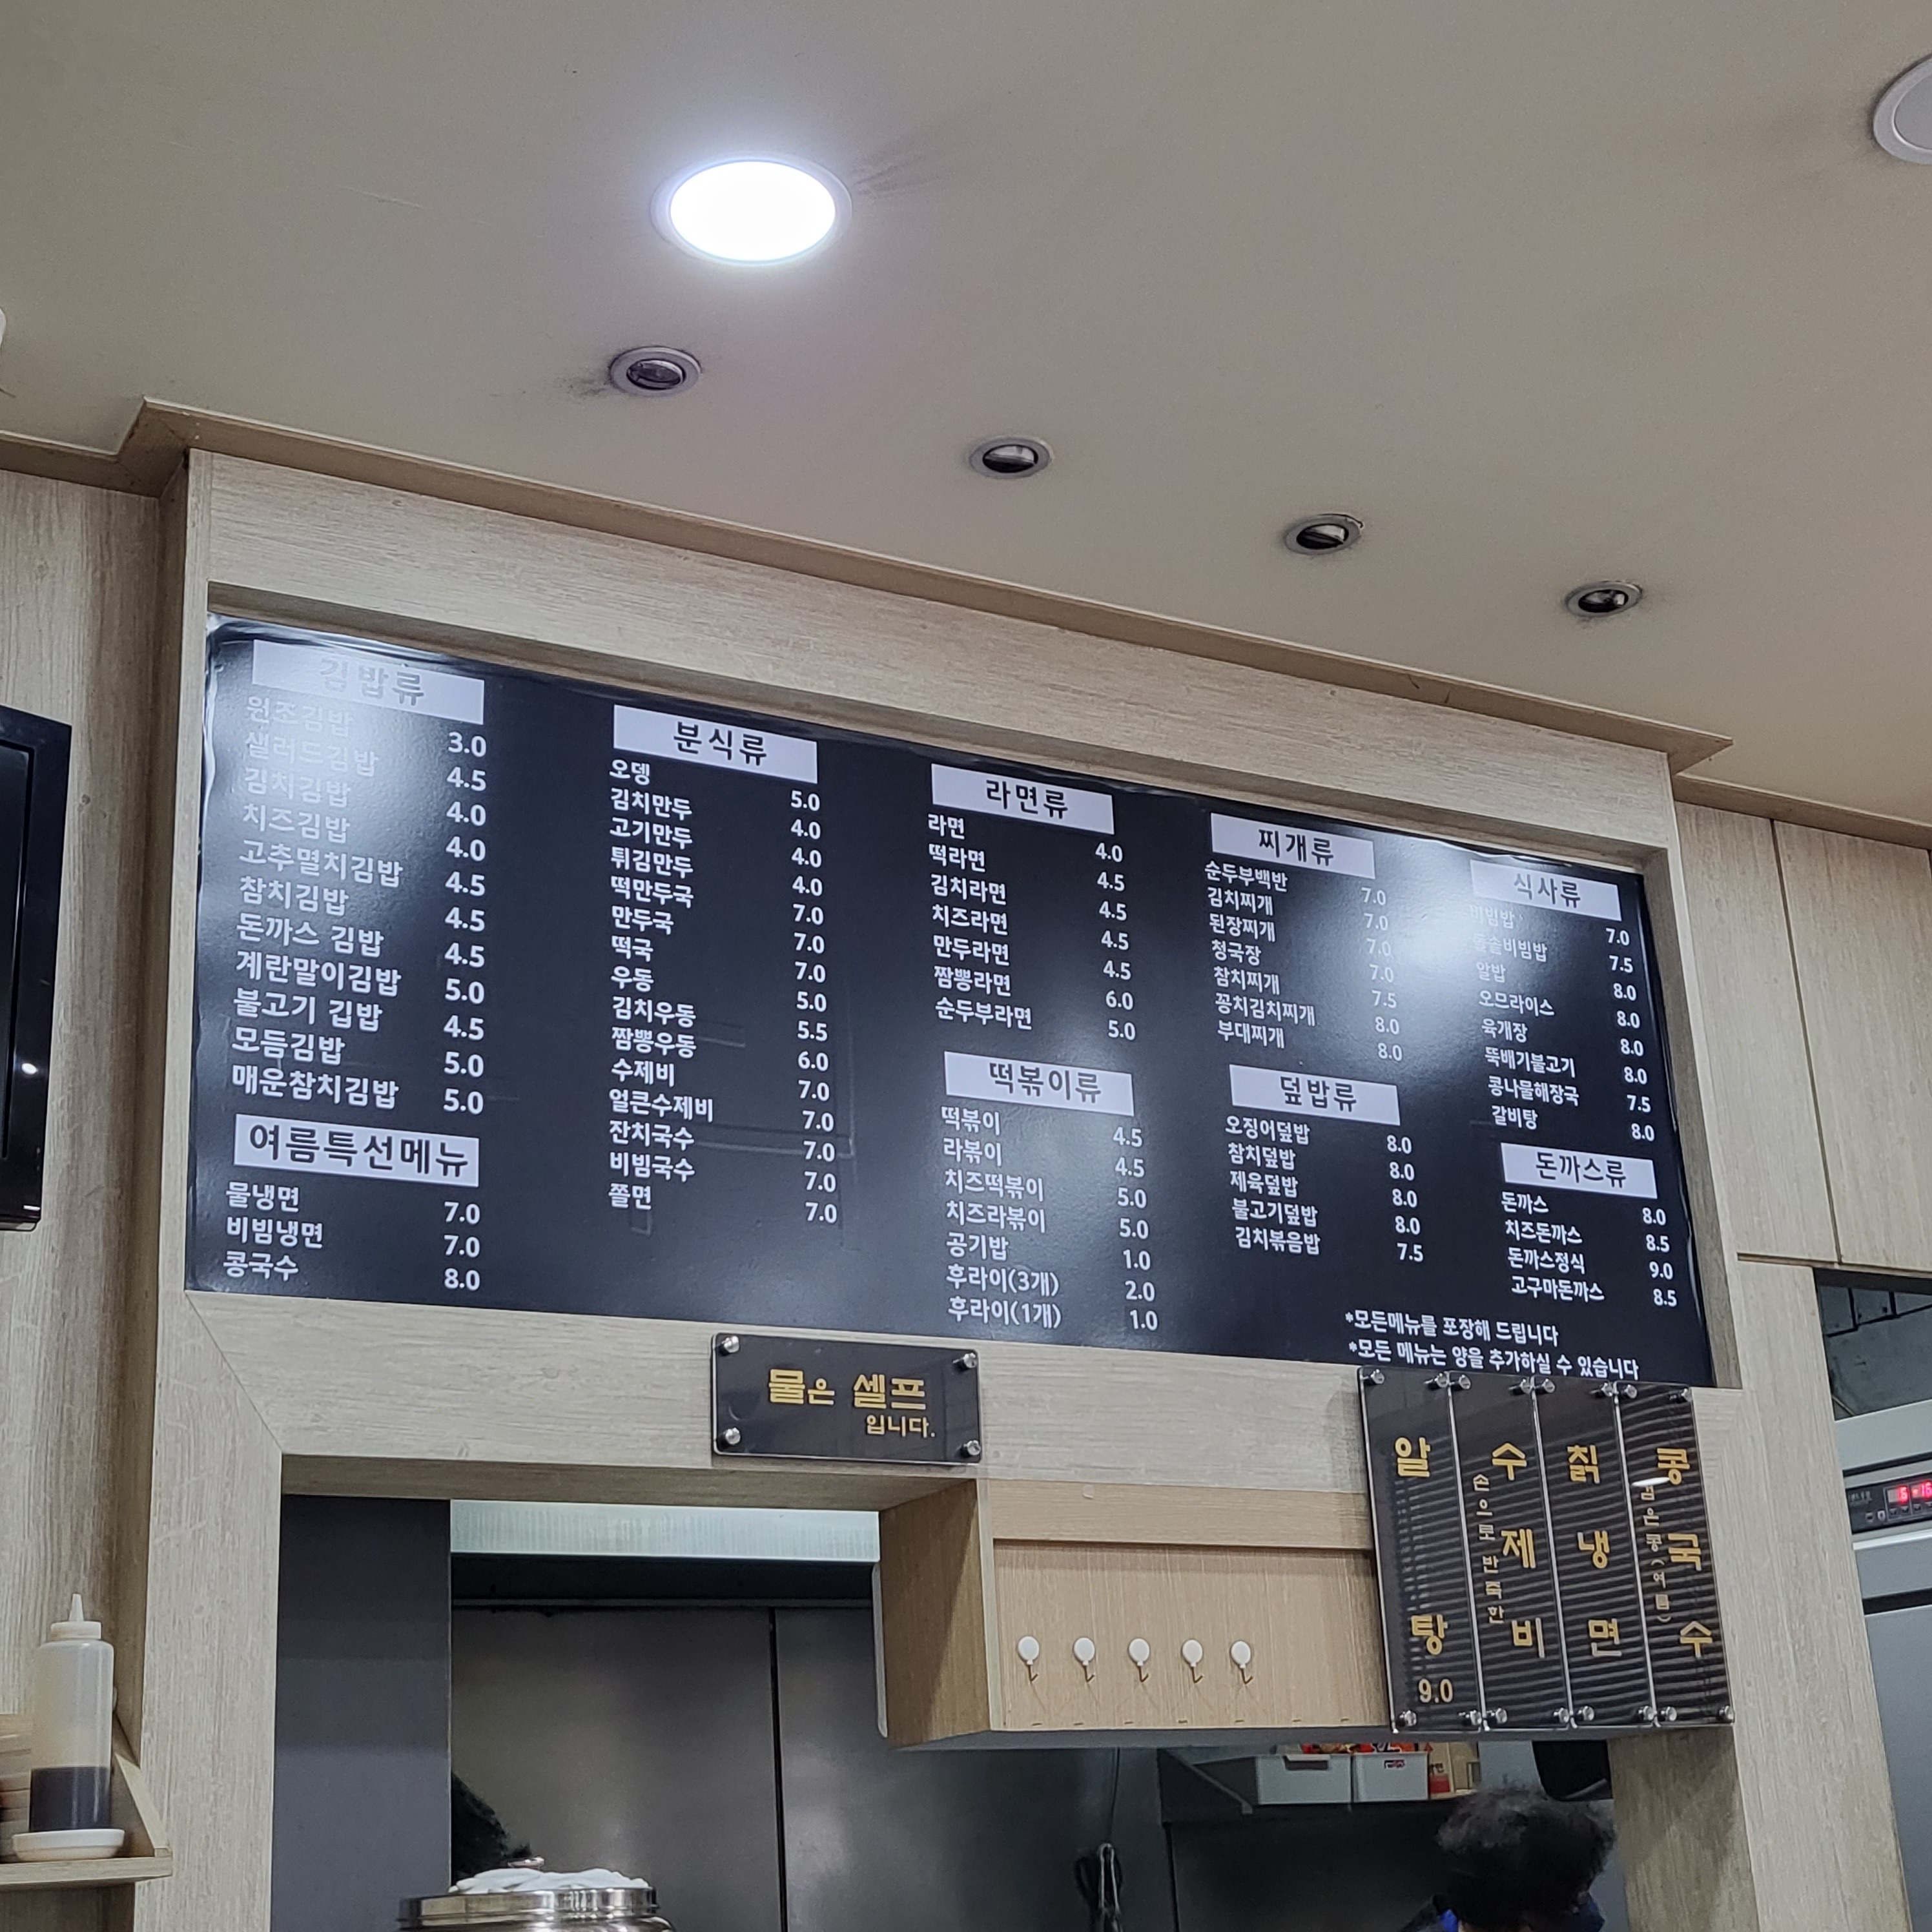 김밥류
원조김밥 3.0
샐러드김밥 4.5
김치김밥 4.0
치즈김밥 4.0
고추멸치김밥 4.5
참치김밥 4.5
돈까스 김밥 4.5
계란말이김밥 5.0
불고기 김밥 4.5
모듬김밥 5.0
매운참치김밥 5.0
여름특선메뉴
물냉면 7.0
비빔냉면 7.0
콩국수 8.0
분식류
오뎅 5.0
김치만두 4.0
고기만두 4.0
튀김만두 4.0
떡만두국 7.0
만두국 7.0
떡국 7.0
우동 5.0
김치우동 5.5
짬뽕우동 6.0
수제비 7.0
얼큰수제비 7.0
잔치국수 7.0
비빔국수 7.0
쫄면 7.0
라면류
라면 4.0
떡라면 4.5
김치라면 4.5
치즈라면 4.5
만두라면 4.5
짬뽕라면 6.0
순두부라면 5.0
떡볶이류
떡볶이 4.5
라볶이 4.5
치즈떡볶이 5.0
치즈라볶이 5.0
공기밥 1.0
후라이(3개) 2.0
후라이(1개) 1.0
찌개류
순두부백반 7.0
김치찌개 7.0
된장찌개 7.0
청국장 7.0
참치찌개 7.5
꽁치김치찌개 8.0
부대찌개 8.0
덮밥류
오징어덮밥 8.0
참치덮밥 8.0
제육덮밥 8.0
불고기덮밥 8.0
김치볶음밥 7.5
식사류
비빔밥 7.0
돌솥비빔밥 7.5
알밥 8.0
오므라이스 8.0
육개장 8.0
뚝배기불고기 8.0
콩나물해장국 7.5
갈비탕 8.0
돈까스류
돈까스 8.0
치즈돈까스 8.5
돈까스정식 9.0
고구마돈까스 8.5
*모든메뉴를 포장해 드립니다
*모든 메뉴는 양을 추가하실 수 있습니다
물은 셀프
입니다.
알탕
9.0
손으로 반죽한
수제비
칡냉면
검은콩(여름)
콩국수